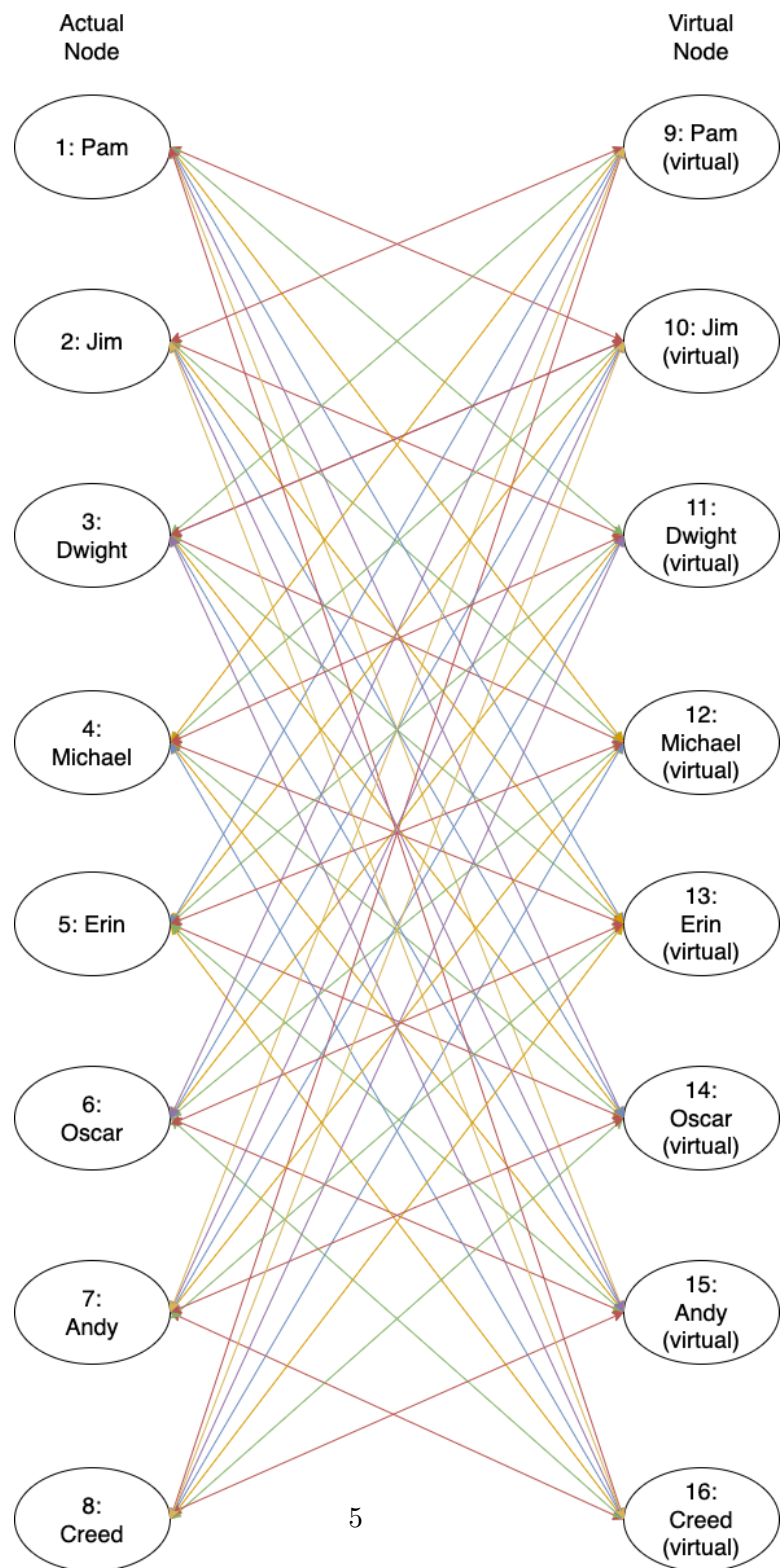 Actual
Node
Virtual
Node
1: Pam
9: Pam
(virtual)
2: Jim
10: Jim
(virtual)
3:
Dwight
11:
Dwight
(virtual)
4:
Michael
12:
Michael
(virtual)
5: Erin
13:
Erin
(virtual)
6:
Oscar
14:
Oscar
(virtual)
7:
Andy
15:
Andy
(virtual)
8:
Creed
5
16:
Creed
(virtual)